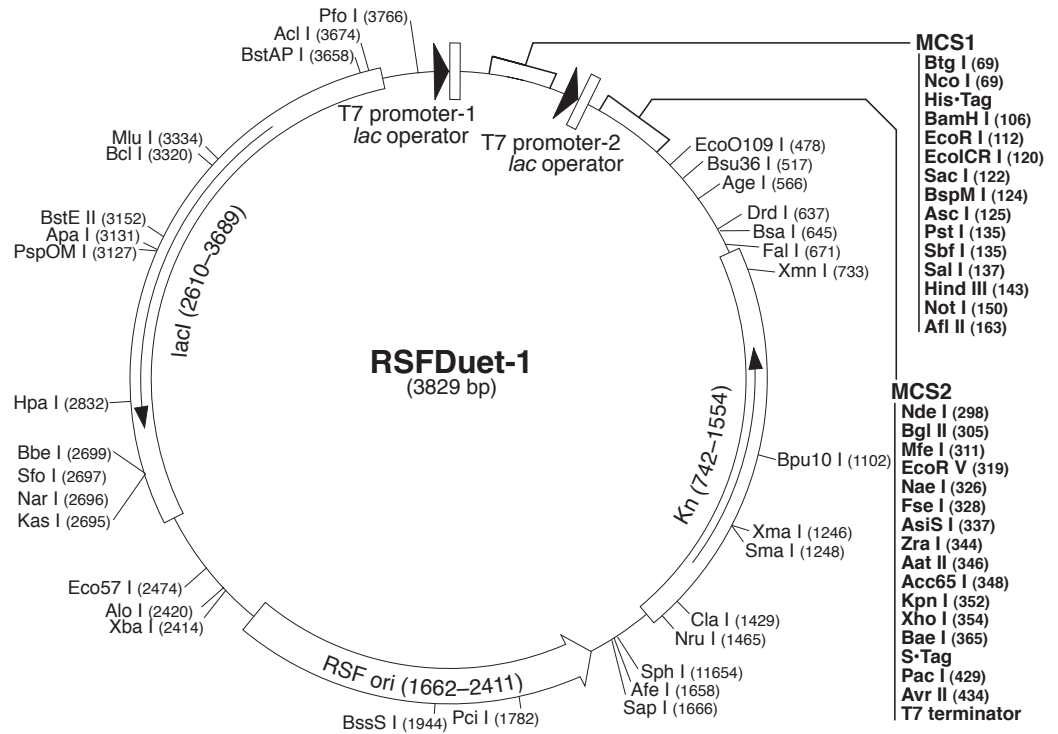 Pfo I (3766)
Acl I (3674)
BstAP I (3658)
T7 promoter-1
lac operator
T7 promoter-2
lac operator
Mlu I (3334)
Bcl I (3320)
BstE II (3152)
Apa I (3131)
PspOM I (3127)
lacI (2610–3689)
Hpa I (2832)
Bbe I (2699)
Sfo I (2697)
Nar I (2696)
Kas I (2695)
Eco57 I (2474)
Alo I (2420)
Xba I (2414)
RSF ori (1662–2411)
BssS I (1944)
Pci I (1782)
RSFDuet-1
(3829 bp)
EcoO109 I (478)
Bsu36 I (517)
Age I (566)
Drd I (637)
Bsa I (645)
Fal I (671)
Xmn I (733)
Kn (742–1554)
Bpu10 I (1102)
Xma I (1246)
Sma I (1248)
Cla I (1429)
Nru I (1465)
Sph I (11654)
Afe I (1658)
Sap I (1666)
MCS1
Btg I (69)
Nco I (69)
His•Tag
BamH I (106)
EcoR I (112)
EcoICR I (120)
Sac I (122)
BspM I (124)
Asc I (125)
Pst I (135)
Sbf I (135)
Sal I (137)
Hind III (143)
Not I (150)
Afl II (163)
MCS2
Nde I (298)
Bgl II (305)
Mfe I (311)
EcoR V (319)
Nae I (326)
Fse I (328)
AsiS I (337)
Zra I (344)
Aat II (346)
Acc65 I (348)
Kpn I (352)
Xho I (354)
Bae I (365)
S•Tag
Pac I (429)
Avr II (434)
T7 terminator